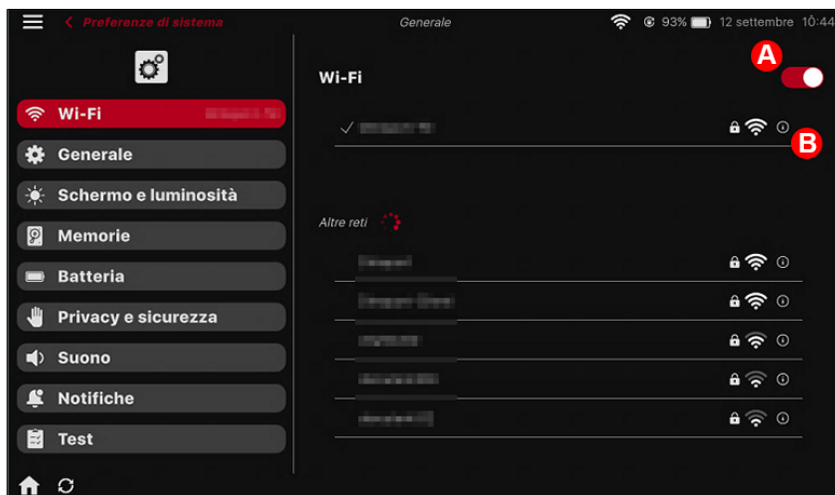 Preferenze di sistema
Generale
93%
12 settembre 10:44
A
Wi-Fi
Wi-Fi
B
Generale
Schermo e luminosità
Altre reti
Memorie
Batteria
Privacy e sicurezza
Suono
Notifiche
Test